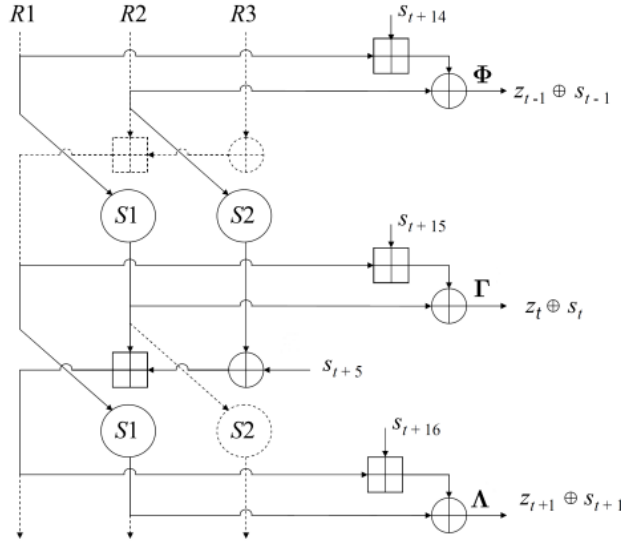 R1 R2 R3
s_{t+14}
Φ
z_{t-1} ⊕ s_{t-1}
S1 S2
s_{t+15}
Γ
z_t ⊕ s_t
s_{t+5}
S1 S2
s_{t+16}
Λ
z_{t+1} ⊕ s_{t+1}